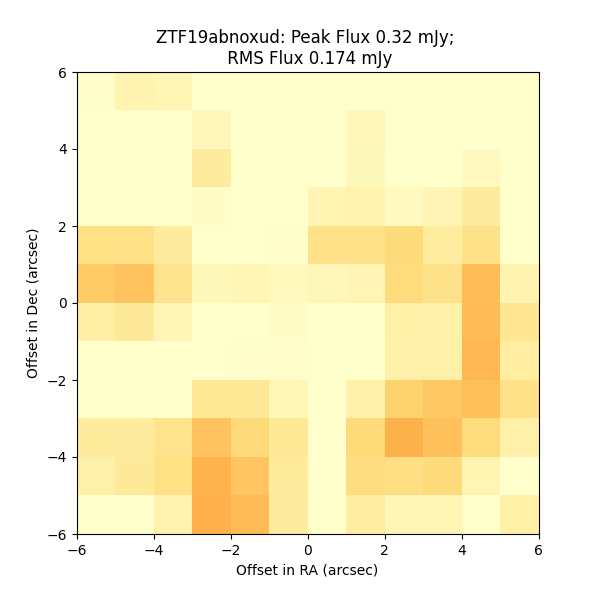 ZTF19abnoxud: Peak Flux 0.32 mJy;
RMS Flux 0.174 mJy
6
4
2
0
−2
−4
−6
Offset in Dec (arcsec)
−6 −4 −2 0 2 4 6
Offset in RA (arcsec)